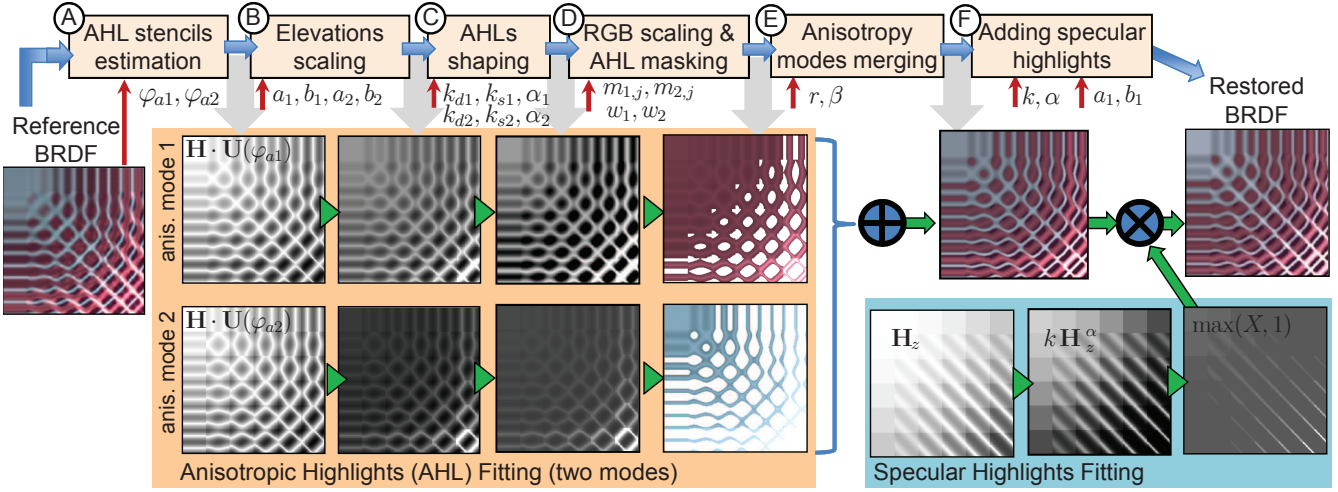 A
AHL stencils
estimation
B
Elevations
scaling
C
AHLs
shaping
D
RGB scaling &
AHL masking
E
Anisotropy
modes merging
F
Adding specular
highlights
φa1, φa2
a1, b1, a2, b2
kd1, ks1, α1
kd2, ks2, α2
m1,j, m2,j
w1, w2
r, β
k, α
a1, b1
Reference
BRDF
Restored
BRDF
anis. mode 1
H · U(φa1)
anis. mode 2
H · U(φa2)
Anisotropic Highlights (AHL) Fitting (two modes)
Hz
k Hzα
max(X, 1)
Specular Highlights Fitting